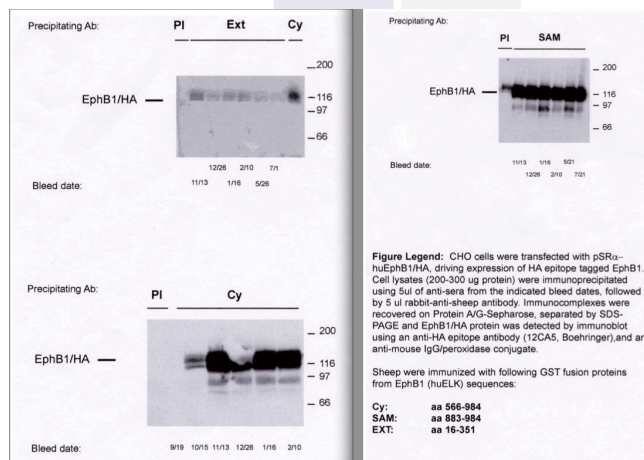 Precipitating Ab:
PI Ext Cy
200
EphB1/HA
116
97
66
12/26 2/10 7/1
11/13 1/16 5/26
Bleed date:
Precipitating Ab:
PI Cy
200
EphB1/HA
116
97
66
Bleed date:
9/19 10/15 11/13 12/26 1/16 2/10
Precipitating Ab:
PI SAM
200
EphB1/HA
116
97
66
11/13 1/16 5/21
Bleed date:
12/26 2/10 7/21
Figure Legend: CHO cells were transfected with pSRα–
huEphB1/HA, driving expression of HA epitope tagged EphB1.
Cell lysates (200-300 ug protein) were immunoprecipitated
using 5ul of anti-sera from the indicated bleed dates, followed
by 5 ul rabbit-anti-sheep antibody. Immunocomplexes were
recovered on Protein A/G-Sepharose, separated by SDS-
PAGE and EphB1/HA protein was detected by immunoblot
using an anti-HA epitope antibody (12CA5, Boehringer),and an
anti-mouse IgG/peroxidase conjugate.
Sheep were immunized with following GST fusion proteins
from EphB1 (huELK) sequences:
Cy: aa 566-984
SAM: aa 883-984
EXT: aa 16-351